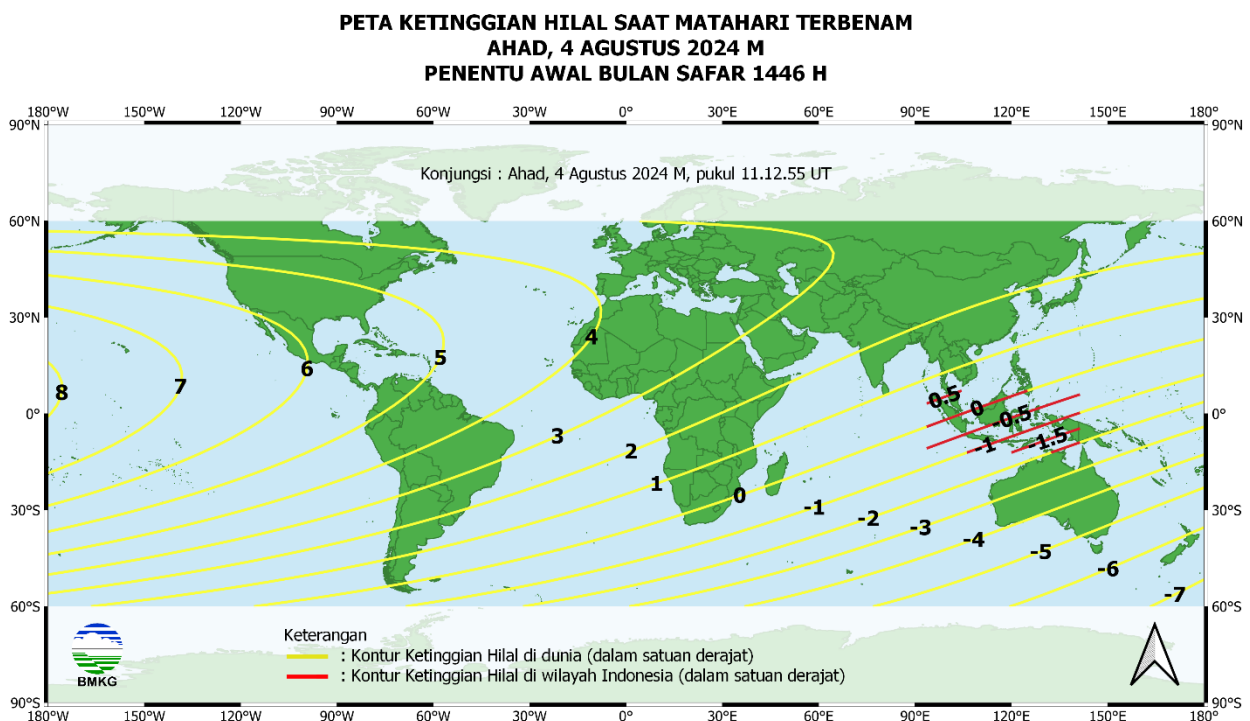 PETA KETINGGIAN HILAL SAAT MATAHARI TERBENAM
AHAD, 4 AGUSTUS 2024 M
PENENTU AWAL BULAN SAFAR 1446 H
180°W 150°W 120°W 90°W 60°W 30°W 0° 30°E 60°E 90°E 120°E 150°E 180°
90°N 90°N
Konjungsi : Ahad, 4 Agustus 2024 M, pukul 11.12.55 UT
60°N 60°N
30°N 30°N
4
5
6
7
8
0.5
0
-0.5
-1
-1.5
0° 0°
3
2
1
0
-1
-2
-3
-4
-5
-6
-7
30°S 30°S
60°S 60°S
Keterangan
: Kontur Ketinggian Hilal di dunia (dalam satuan derajat)
: Kontur Ketinggian Hilal di wilayah Indonesia (dalam satuan derajat)
BMKG
90°S 90°S
180°W 150°W 120°W 90°W 60°W 30°W 0° 30°E 60°E 90°E 120°E 150°E 180°